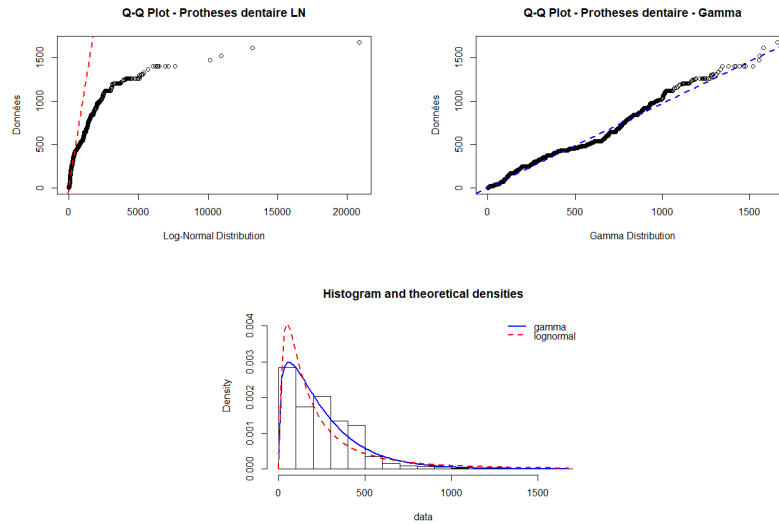 Q-Q Plot - Protheses dentaire LN
Données
0
500
1000
1500
0
5000
10000
15000
20000
Log-Normal Distribution
Q-Q Plot - Protheses dentaire - Gamma
Données
0
500
1000
1500
0
500
1000
1500
Gamma Distribution
Histogram and theoretical densities
gamma
lognormal
Density
0.000
0.001
0.002
0.003
0.004
0
500
1000
1500
data